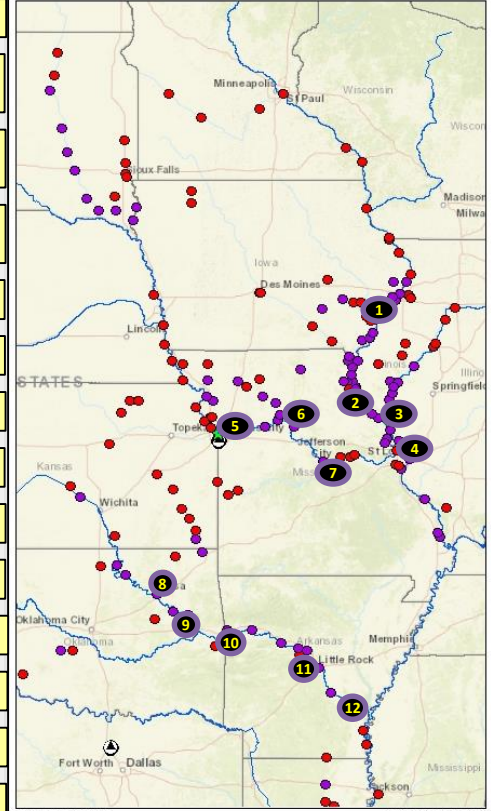 Minneapolis
St Paul
Wisconsin
Wiscon
Sioux Falls
Madison
Milwa
Iowa
Des Moines
1
Lincoln
Illinois
Illing
STATES
Springfield
2
3
6
5
Topeka
City
4
Jefferson
City
St L
7
Miss
Kansas
Wichita
8
9
Oklahoma City
Oklahoma
10
Arkansas
Memphis
11
Little Rock
12
Fort Worth
Dallas
Mississippi
Jackson